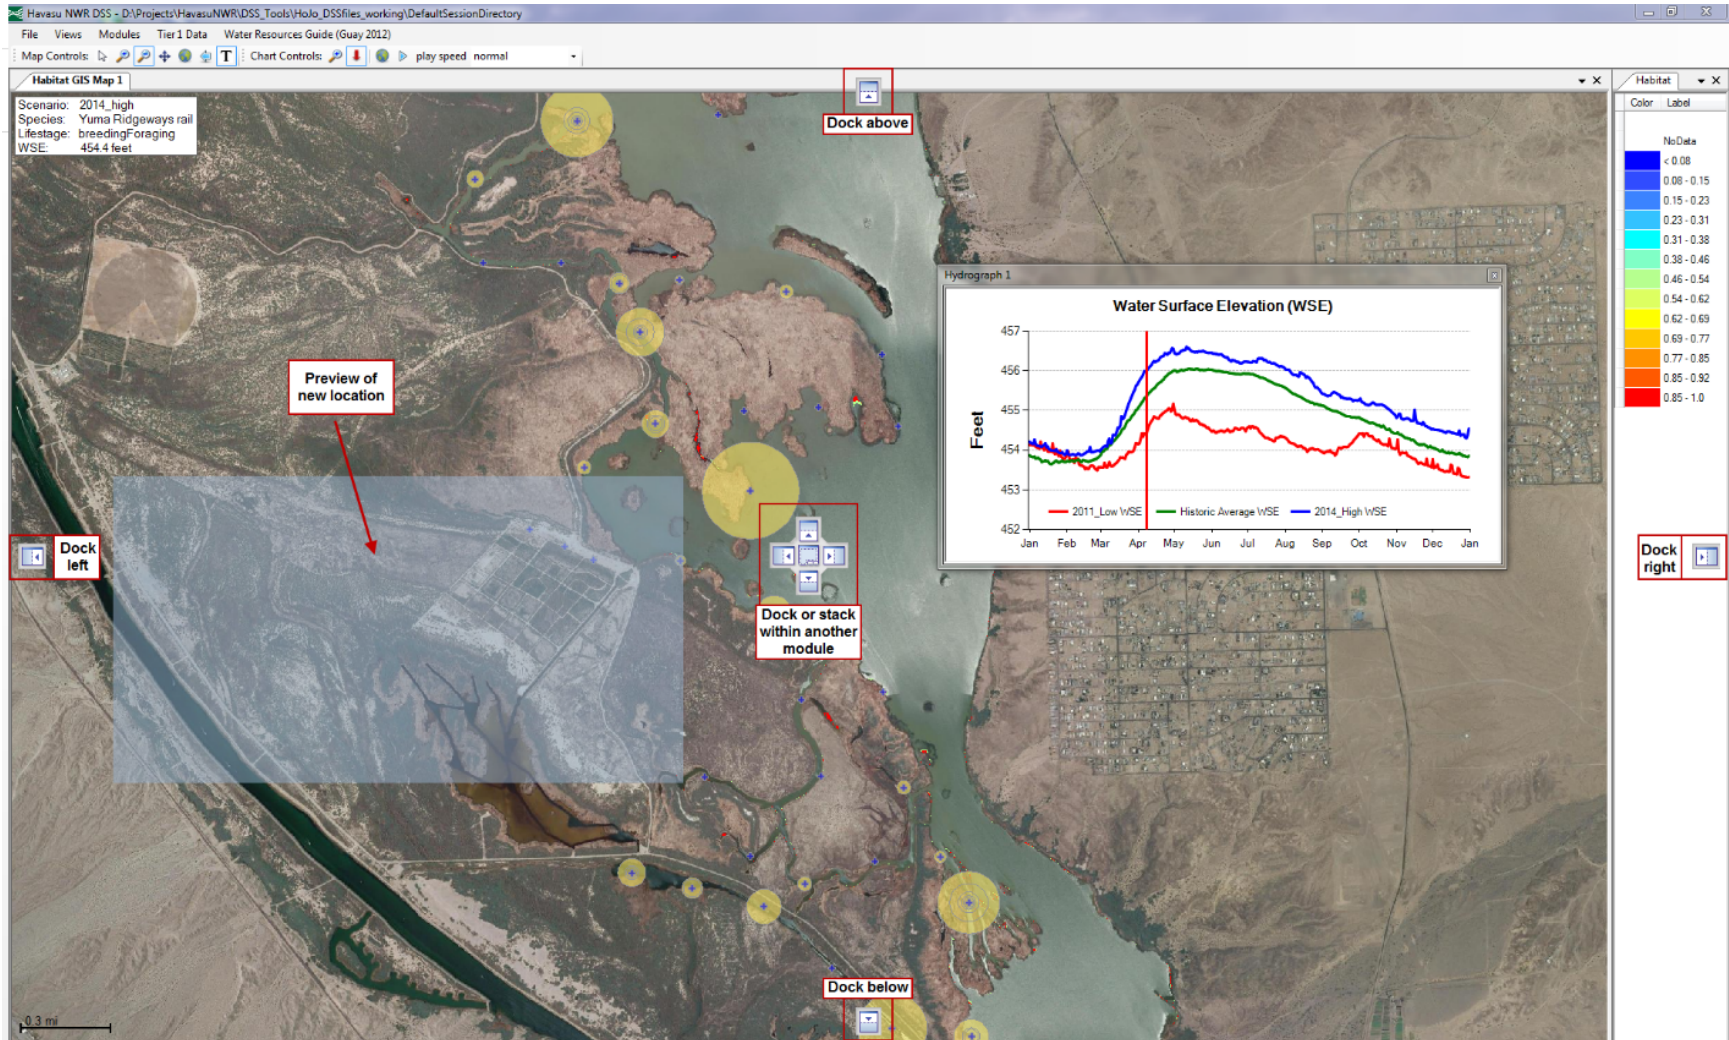 Havasu NWR DSS - D:\Projects\HavasuNWR\DSS_Tools\HoJo_DSSfiles_working\DefaultSessionDirectory
File Views Modules Tier 1 Data Water Resources Guide (Guay 2012)
Map Controls: T Chart Controls: play speed normal
Habitat GIS Map 1
Habitat
Scenario: 2014_high
Species: Yuma Ridgeways rail
Lifestage: breedingForaging
WSE: 454.4 feet
Dock above
Color Label
NoData
< 0.08
0.08 - 0.15
0.15 - 0.23
0.23 - 0.31
0.31 - 0.38
0.38 - 0.46
0.46 - 0.54
0.54 - 0.62
0.62 - 0.69
0.69 - 0.77
0.77 - 0.85
0.85 - 0.92
0.85 - 1.0
Hydrograph 1
Water Surface Elevation (WSE)
Feet
457
456
455
454
453
452
2011_Low WSE Historic Average WSE 2014_High WSE
Jan Feb Mar Apr May Jun Jul Aug Sep Oct Nov Dec Jan
Preview of
new location
Dock
left
Dock or stack
within another
module
Dock
right
Dock below
0.3 mi